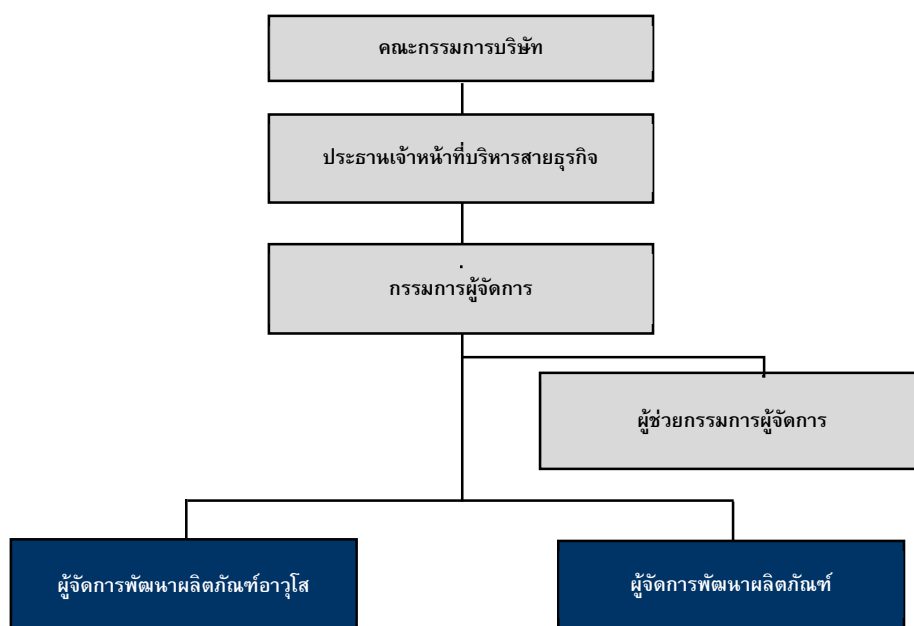 คณะกรรมการบริษัท
ประธานเจ้าหน้าที่บริหารสายธุรกิจ
.
กรรมการผู้จัดการ
ผู้ช่วยกรรมการผู้จัดการ
ผู้จัดการพัฒนาผลิตภัณฑ์อาวุโส
ผู้จัดการพัฒนาผลิตภัณฑ์